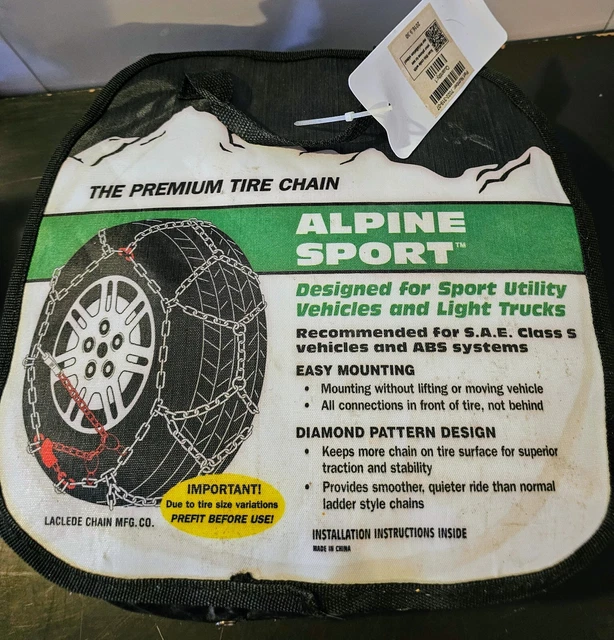 THE PREMIUM TIRE CHAIN
ALPINE
SPORT™
Designed for Sport Utility
Vehicles and Light Trucks
Recommended for S.A.E. Class S
vehicles and ABS systems
EASY MOUNTING
• Mounting without lifting or moving vehicle
• All connections in front of tire, not behind
DIAMOND PATTERN DESIGN
• Keeps more chain on tire surface for superior
traction and stability
• Provides smoother, quieter ride than normal
ladder style chains
IMPORTANT!
Due to tire size variations
PREFIT BEFORE USE!
LACLEDE CHAIN MFG. CO.
INSTALLATION INSTRUCTIONS INSIDE
MADE IN CHINA